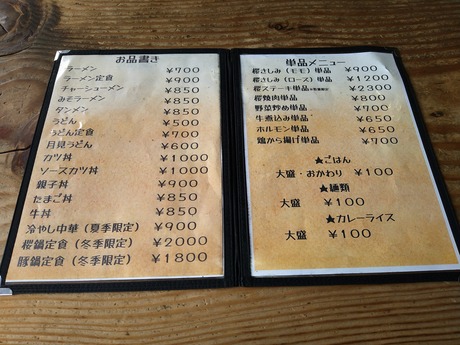 お品書き
ラーメン ¥700
ラーメン定食 ¥900
チャーシューメン ¥850
みそラーメン ¥850
タンメン ¥850
うどん ¥500
うどん定食 ¥700
月見うどん ¥600
カツ丼 ¥1000
ソースカツ丼 ¥1000
親子丼 ¥900
たまご丼 ¥850
牛丼 ¥850
冷やし中華（夏季限定） ¥900
桜鍋定食（冬季限定） ¥2000
豚鍋定食（冬季限定） ¥1800
単品メニュー
桜さしみ（モモ）単品 ¥900
桜さしみ（ロース）単品 ¥1200
桜ステーキ単品 ¥2350
桜焼肉単品 ¥800
野菜炒め単品 ¥700
牛煮込み単品 ¥650
ホルモン単品 ¥650
鶏から揚げ単品 ¥700
★ごはん
大盛・おかわり ¥100
★麺類
大盛 ¥100
★カレーライス
大盛 ¥100